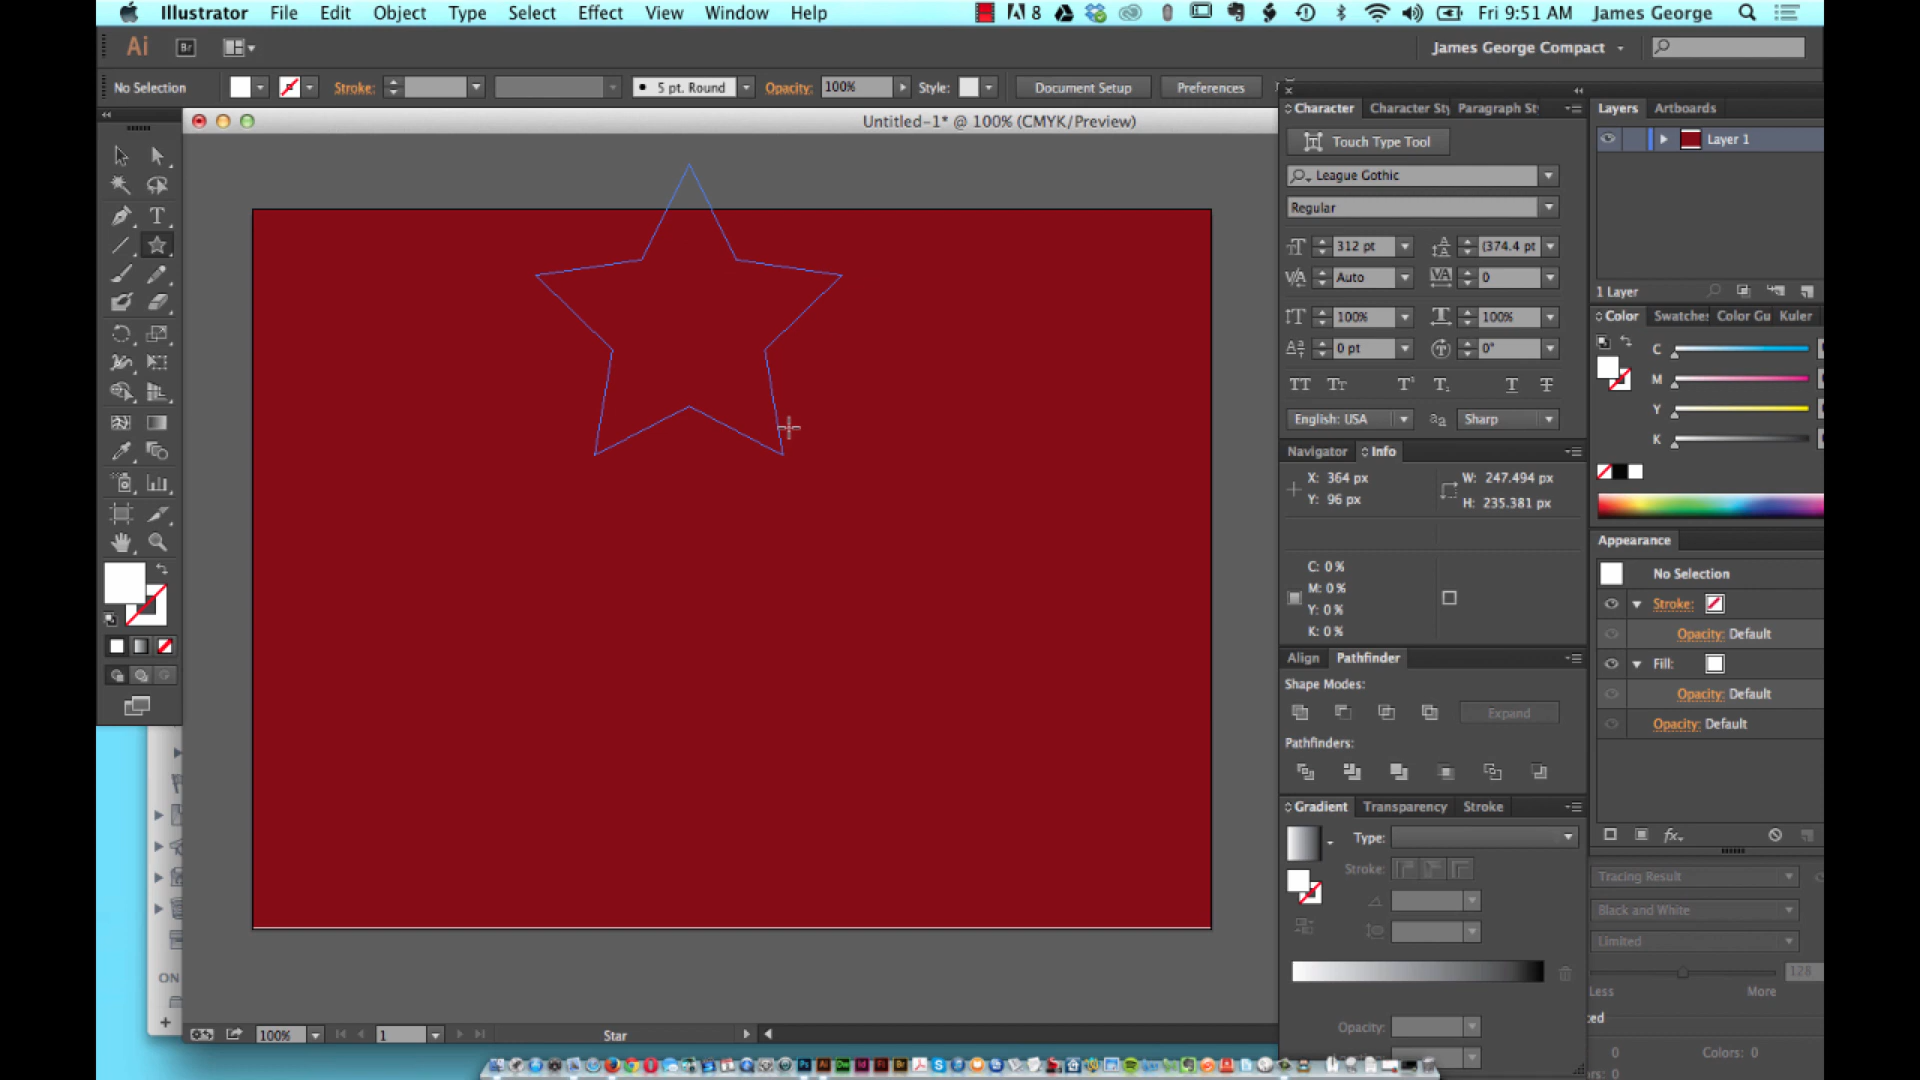 Illustrator File Edit Object Type Select Effect View Window Help 8 Fri 9:51 AM James George
Ai Br James George Compact
No Selection Stroke: 5 pt. Round Opacity: 100% Style: Document Setup Preferences
Untitled-1* @ 100% (CMYK/Preview)
Character Character Sty Paragraph St
Touch Type Tool
League Gothic
Regular
312 pt (374.4 pt
Auto 0
100% 100%
0 pt 0°
English: USA Sharp
Navigator Info
X: 364 px W: 247.494 px
Y: 96 px H: 235.381 px
C: 0 %
M: 0 %
Y: 0 %
K: 0 %
Align Pathfinder
Shape Modes:
Expand
Pathfinders:
Gradient Transparency Stroke
Type:
Stroke:
Opacity:
Layers Artboards
Layer 1
1 Layer
Color Swatches Color Gu Kuler
C
M
Y
K
Appearance
No Selection
Stroke:
Opacity: Default
Fill:
Opacity: Default
Opacity: Default
fx
Tracing Result
Black and White
Limited
128
Less More
ed
0 Colors: 0
s: 0
ON
100% 1 Star